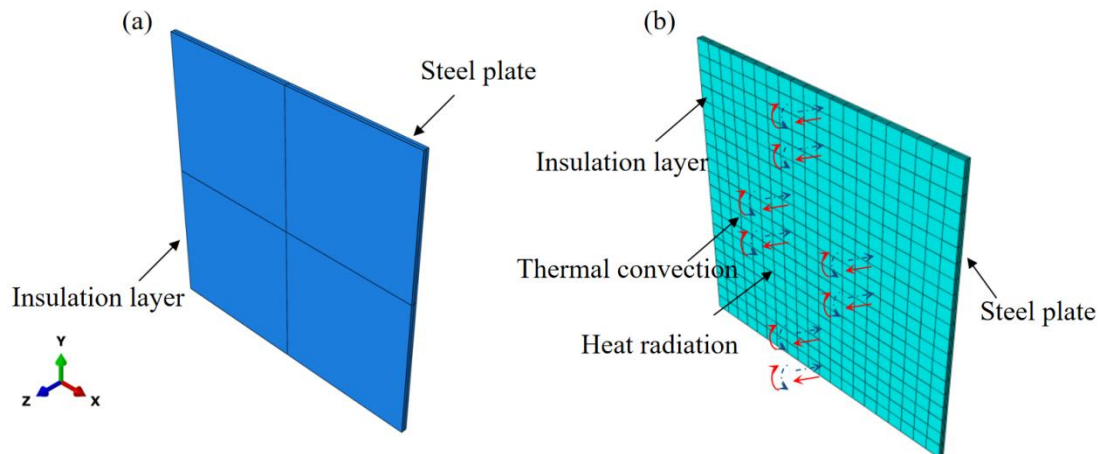 (a)
Steel plate
Insulation layer
Y
Z
X
(b)
Insulation layer
Thermal convection
Heat radiation
Steel plate